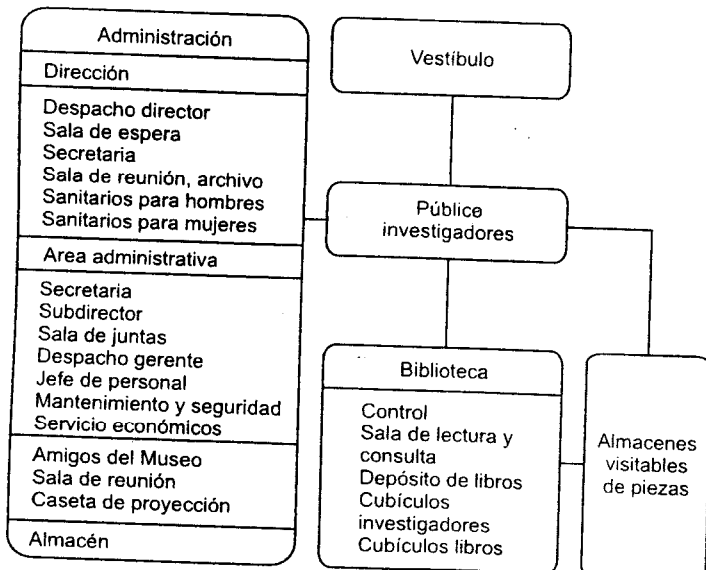 Administración
Dirección
Despacho director
Sala de espera
Secretaria
Sala de reunión, archivo
Sanitarios para hombres
Sanitarios para mujeres
Area administrativa
Secretaria
Subdirector
Sala de juntas
Despacho gerente
Jefe de personal
Mantenimiento y seguridad
Servicio económicos
Amigos del Museo
Sala de reunión
Caseta de proyección
Almacén
Vestíbulo
Público
investigadores
Biblioteca
Control
Sala de lectura y
consulta
Depósito de libros
Cubículos
investigadores
Cubículos libros
Almacenes
visitables
de piezas